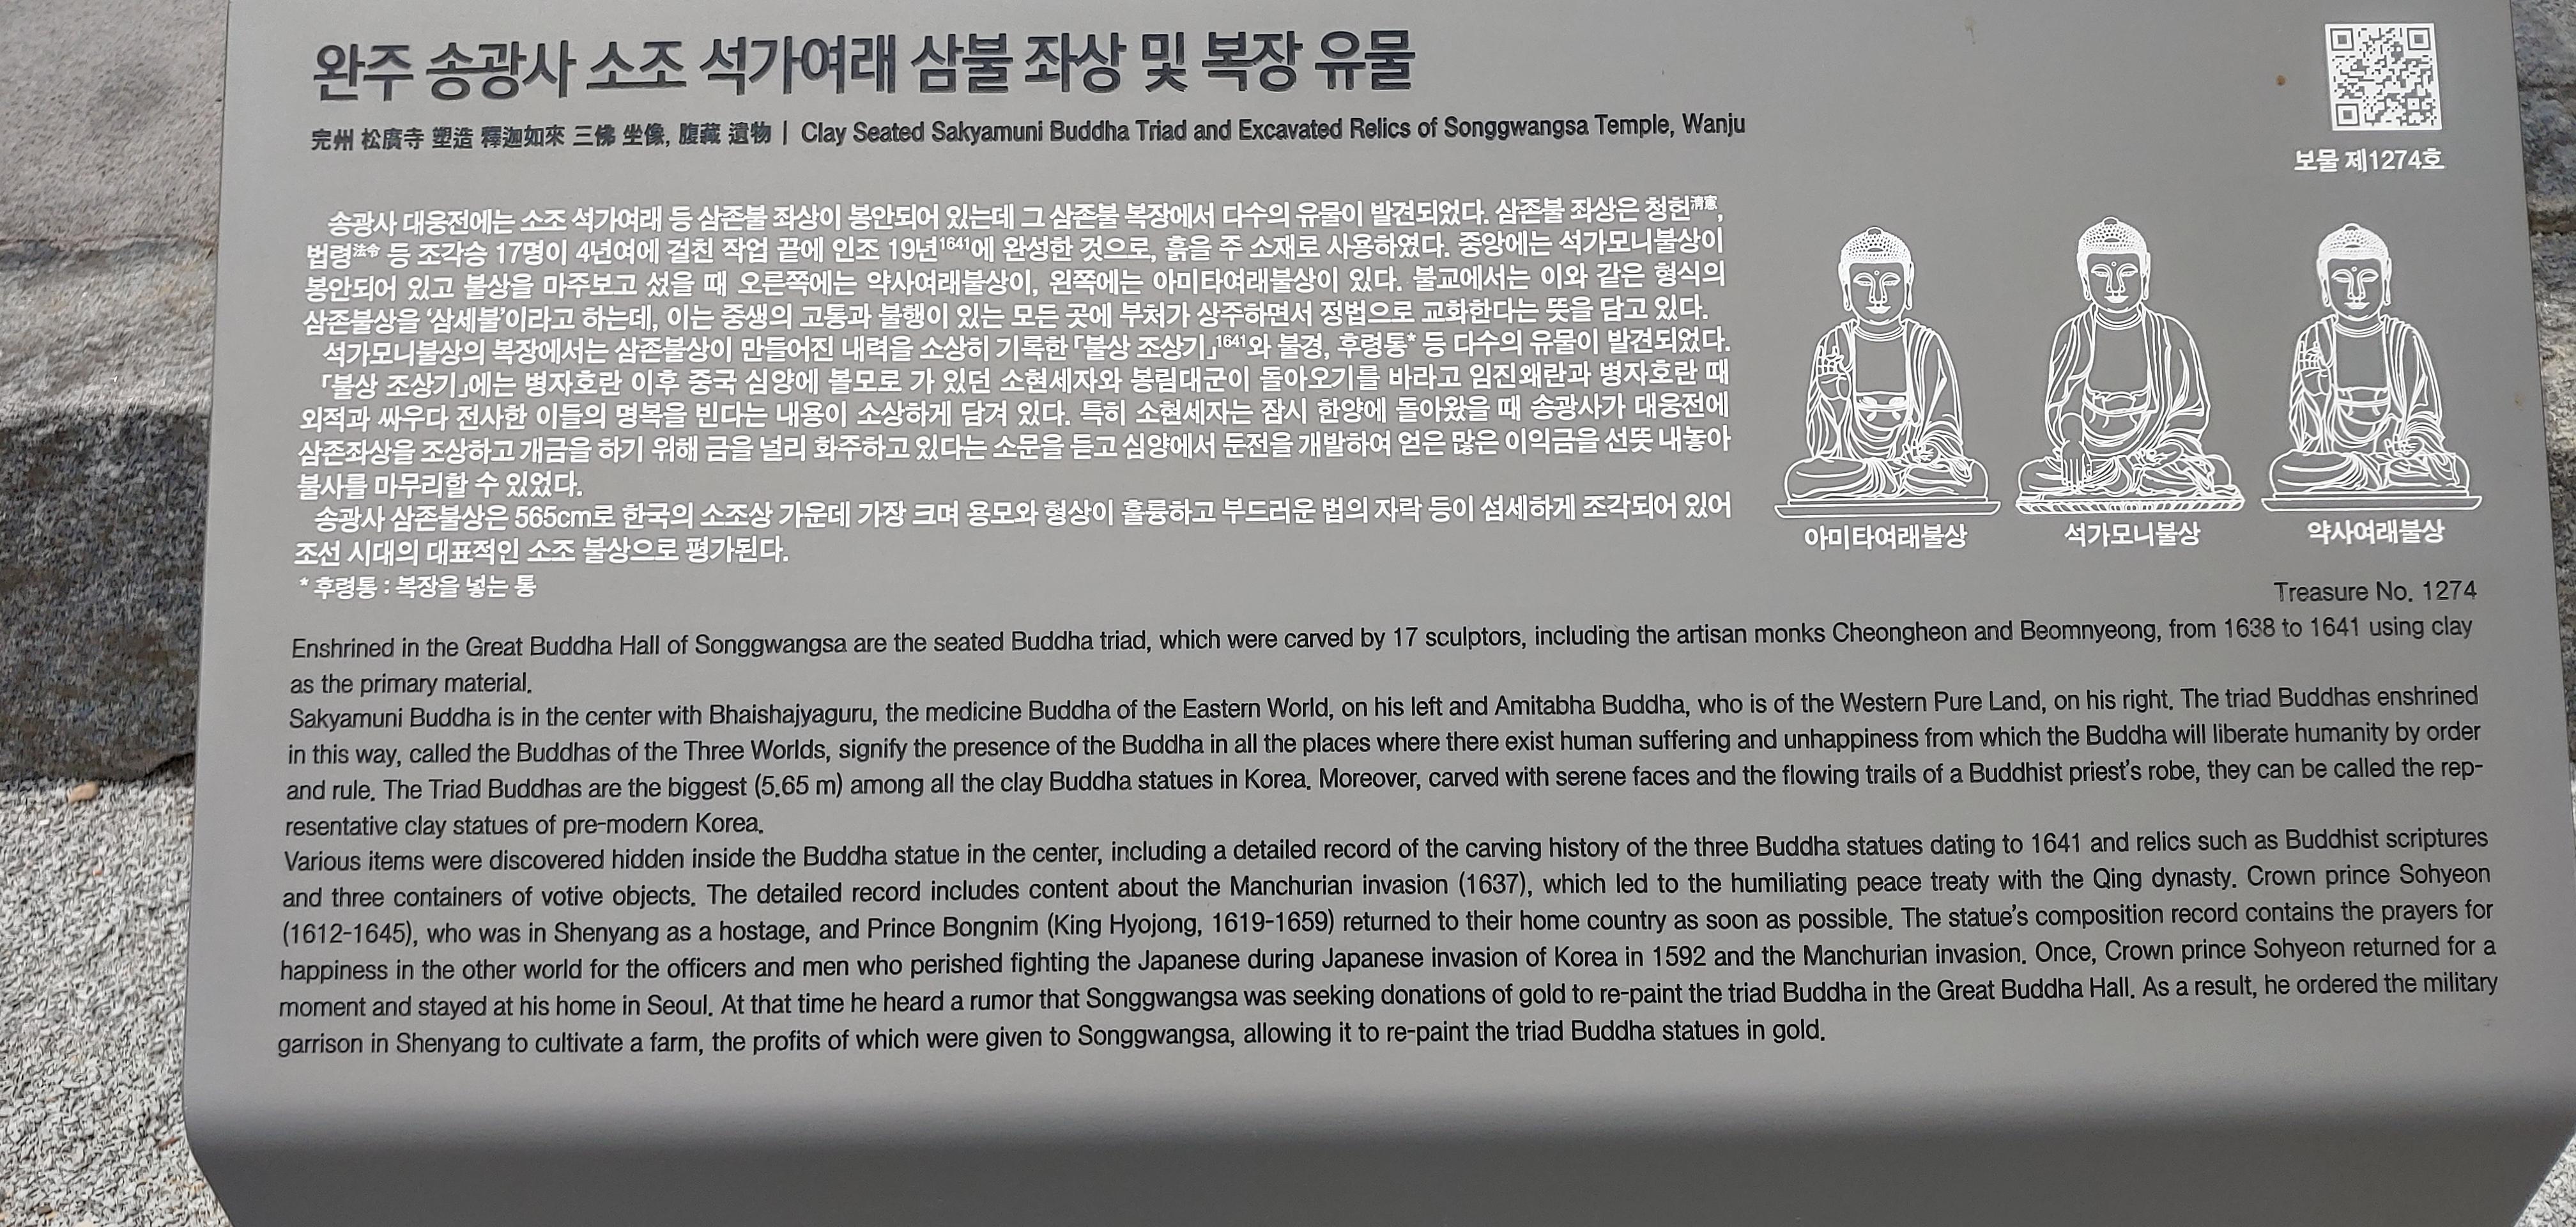 완주 송광사 소조 석가여래 삼불 좌상 및 복장 유물
完州 松廣寺 塑造 釋迦如來 三佛 坐像, 腹藏 遺物 | Clay Seated Sakyamuni Buddha Triad and Excavated Relics of Songgwangsa Temple, Wanju
보물 제1274호
송광사 대웅전에는 소조 석가여래 등 삼존불 좌상이 봉안되어 있는데 그 삼존불 복장에서 다수의 유물이 발견되었다. 삼존불 좌상은 청헌淸憲,
법령法令 등 조각승 17명이 4년여에 걸친 작업 끝에 인조 19년1641에 완성한 것으로, 흙을 주 소재로 사용하였다. 중앙에는 석가모니불상이
봉안되어 있고 불상을 마주보고 섰을 때 오른쪽에는 약사여래불상이, 왼쪽에는 아미타여래불상이 있다. 불교에서는 이와 같은 형식의
삼존불상을 ‘삼세불’이라고 하는데, 이는 중생의 고통과 불행이 있는 모든 곳에 부처가 상주하면서 정법으로 교화한다는 뜻을 담고 있다.
석가모니불상의 복장에서는 삼존불상이 만들어진 내력을 소상히 기록한 「불상 조상기」1641와 불경, 후령통* 등 다수의 유물이 발견되었다.
「불상 조상기」에는 병자호란 이후 중국 심양에 볼모로 가 있던 소현세자와 봉림대군이 돌아오기를 바라고 임진왜란과 병자호란 때
외적과 싸우다 전사한 이들의 명복을 빈다는 내용이 소상하게 담겨 있다. 특히 소현세자는 잠시 한양에 돌아왔을 때 송광사가 대웅전에
삼존좌상을 조상하고 개금을 하기 위해 금을 널리 화주하고 있다는 소문을 듣고 심양에서 둔전을 개발하여 얻은 많은 이익금을 선뜻 내놓아
불사를 마무리할 수 있었다.
송광사 삼존불상은 565cm로 한국의 소조상 가운데 가장 크며 용모와 형상이 훌륭하고 부드러운 법의 자락 등이 섬세하게 조각되어 있어
조선 시대의 대표적인 소조 불상으로 평가된다.
* 후령통 : 복장을 넣는 통
아미타여래불상 석가모니불상 약사여래불상
Treasure No. 1274
Enshrined in the Great Buddha Hall of Songgwangsa are the seated Buddha triad, which were carved by 17 sculptors, including the artisan monks Cheongheon and Beomnyeong, from 1638 to 1641 using clay
as the primary material.
Sakyamuni Buddha is in the center with Bhaishajyaguru, the medicine Buddha of the Eastern World, on his left and Amitabha Buddha, who is of the Western Pure Land, on his right. The triad Buddhas enshrined
in this way, called the Buddhas of the Three Worlds, signify the presence of the Buddha in all the places where there exist human suffering and unhappiness from which the Buddha will liberate humanity by order
and rule. The Triad Buddhas are the biggest (5.65 m) among all the clay Buddha statues in Korea. Moreover, carved with serene faces and the flowing trails of a Buddhist priest's robe, they can be called the rep-
resentative clay statues of pre-modern Korea.
Various items were discovered hidden inside the Buddha statue in the center, including a detailed record of the carving history of the three Buddha statues dating to 1641 and relics such as Buddhist scriptures
and three containers of votive objects. The detailed record includes content about the Manchurian invasion (1637), which led to the humiliating peace treaty with the Qing dynasty. Crown prince Sohyeon
(1612-1645), who was in Shenyang as a hostage, and Prince Bongnim (King Hyojong, 1619-1659) returned to their home country as soon as possible. The statue's composition record contains the prayers for
happiness in the other world for the officers and men who perished fighting the Japanese during Japanese invasion of Korea in 1592 and the Manchurian invasion. Once, Crown prince Sohyeon returned for a
moment and stayed at his home in Seoul. At that time he heard a rumor that Songgwangsa was seeking donations of gold to re-paint the triad Buddha in the Great Buddha Hall. As a result, he ordered the military
garrison in Shenyang to cultivate a farm, the profits of which were given to Songgwangsa, allowing it to re-paint the triad Buddha statues in gold.